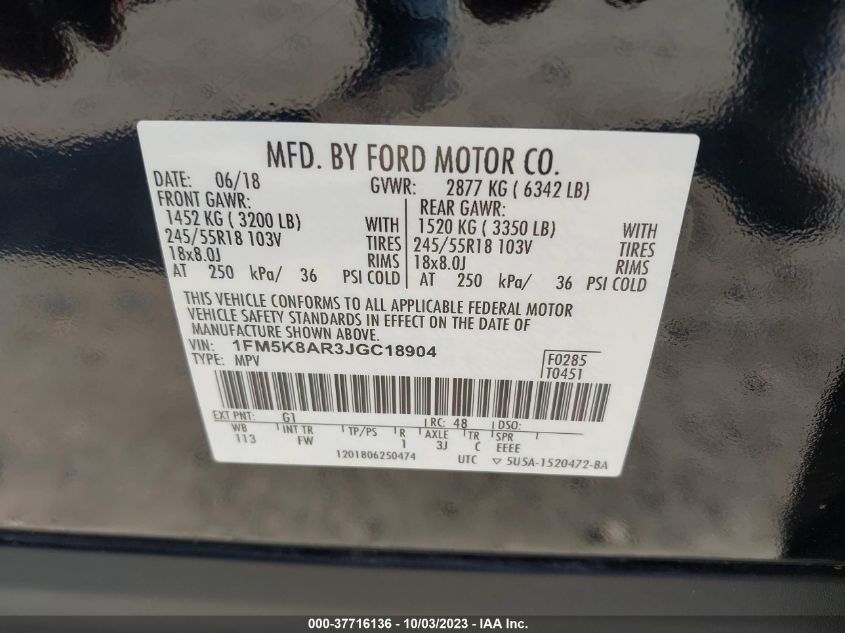 MFD. BY FORD MOTOR CO.
DATE: 06/18 GVWR: 2877 KG ( 6342 LB)
FRONT GAWR: REAR GAWR:
1452 KG ( 3200 LB) WITH 1520 KG ( 3350 LB) WITH
245/55R18 103V TIRES 245/55R18 103V TIRES
18x8.0J RIMS 18x8.0J RIMS
AT 250 kPa/ 36 PSI COLD AT 250 kPa/ 36 PSI COLD
THIS VEHICLE CONFORMS TO ALL APPLICABLE FEDERAL MOTOR
VEHICLE SAFETY STANDARDS IN EFFECT ON THE DATE OF
MANUFACTURE SHOWN ABOVE.
VIN: 1FM5K8AR3JGC18904
TYPE: MPV F0285
T0451
EXT PNT: G1 RC: 48 DSO:
WB INT TR TP/PS R AXLE TR SPR
113 FW 1 3J C EEEE
1201806250474 UTC ▽ 5U5A-1520472-BA
000-37716136 - 10/03/2023 - IAA Inc.